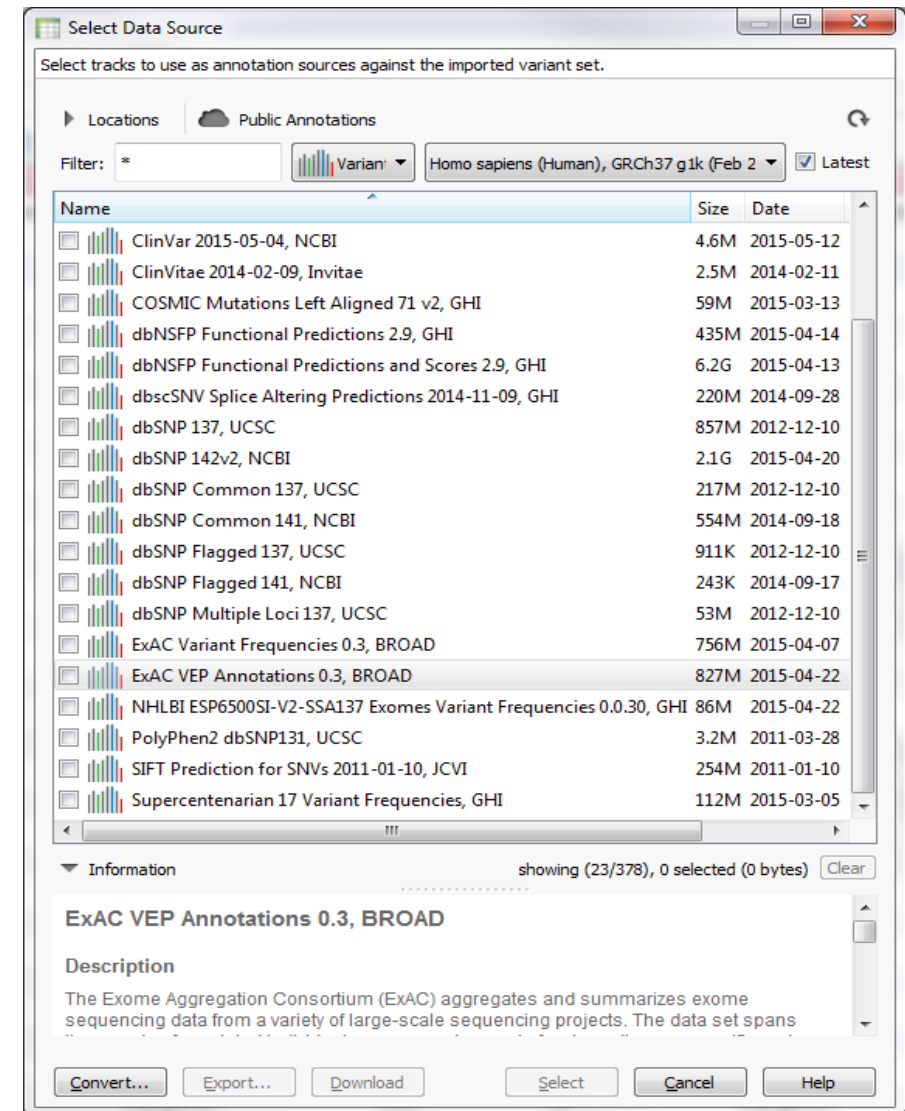 Select Data Source
Select tracks to use as annotation sources against the imported variant set.
Locations Public Annotations
Filter: * Variant Homo sapiens (Human), GRCh37 g1k (Feb 2 Latest
Name Size Date
ClinVar 2015-05-04, NCBI 4.6M 2015-05-12
ClinVitae 2014-02-09, Invitae 2.5M 2014-02-11
COSMIC Mutations Left Aligned 71 v2, GHI 59M 2015-03-13
dbNSFP Functional Predictions 2.9, GHI 435M 2015-04-14
dbNSFP Functional Predictions and Scores 2.9, GHI 6.2G 2015-04-13
dbscSNV Splice Altering Predictions 2014-11-09, GHI 220M 2014-09-28
dbSNP 137, UCSC 857M 2012-12-10
dbSNP 142v2, NCBI 2.1G 2015-04-20
dbSNP Common 137, UCSC 217M 2012-12-10
dbSNP Common 141, NCBI 554M 2014-09-18
dbSNP Flagged 137, UCSC 911K 2012-12-10
dbSNP Flagged 141, NCBI 243K 2014-09-17
dbSNP Multiple Loci 137, UCSC 53M 2012-12-10
ExAC Variant Frequencies 0.3, BROAD 756M 2015-04-07
ExAC VEP Annotations 0.3, BROAD 827M 2015-04-22
NHLBI ESP6500SI-V2-SSA137 Exomes Variant Frequencies 0.0.30, GHI 86M 2015-04-22
PolyPhen2 dbSNP131, UCSC 3.2M 2011-03-28
SIFT Prediction for SNVs 2011-01-10, JCVI 254M 2011-01-10
Supercentenarian 17 Variant Frequencies, GHI 112M 2015-03-05
Information showing (23/378), 0 selected (0 bytes) Clear
ExAC VEP Annotations 0.3, BROAD
Description
The Exome Aggregation Consortium (ExAC) aggregates and summarizes exome
sequencing data from a variety of large-scale sequencing projects. The data set spans
Convert... Export... Download Select Cancel Help